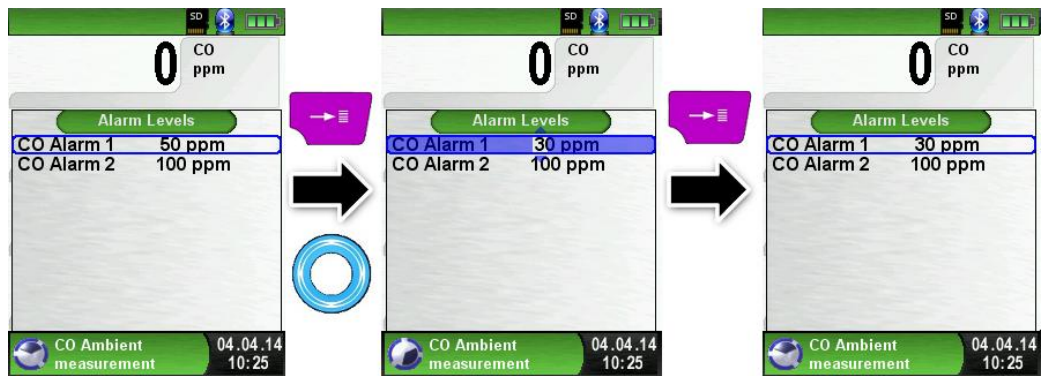 SD
0
CO
ppm
Alarm Levels
CO Alarm 1 50 ppm
CO Alarm 2 100 ppm
CO Ambient
measurement
04.04.14
10:25
SD
0
CO
ppm
Alarm Levels
CO Alarm 1 30 ppm
CO Alarm 2 100 ppm
CO Ambient
measurement
04.04.14
10:25
SD
0
CO
ppm
Alarm Levels
CO Alarm 1 30 ppm
CO Alarm 2 100 ppm
CO Ambient
measurement
04.04.14
10:25